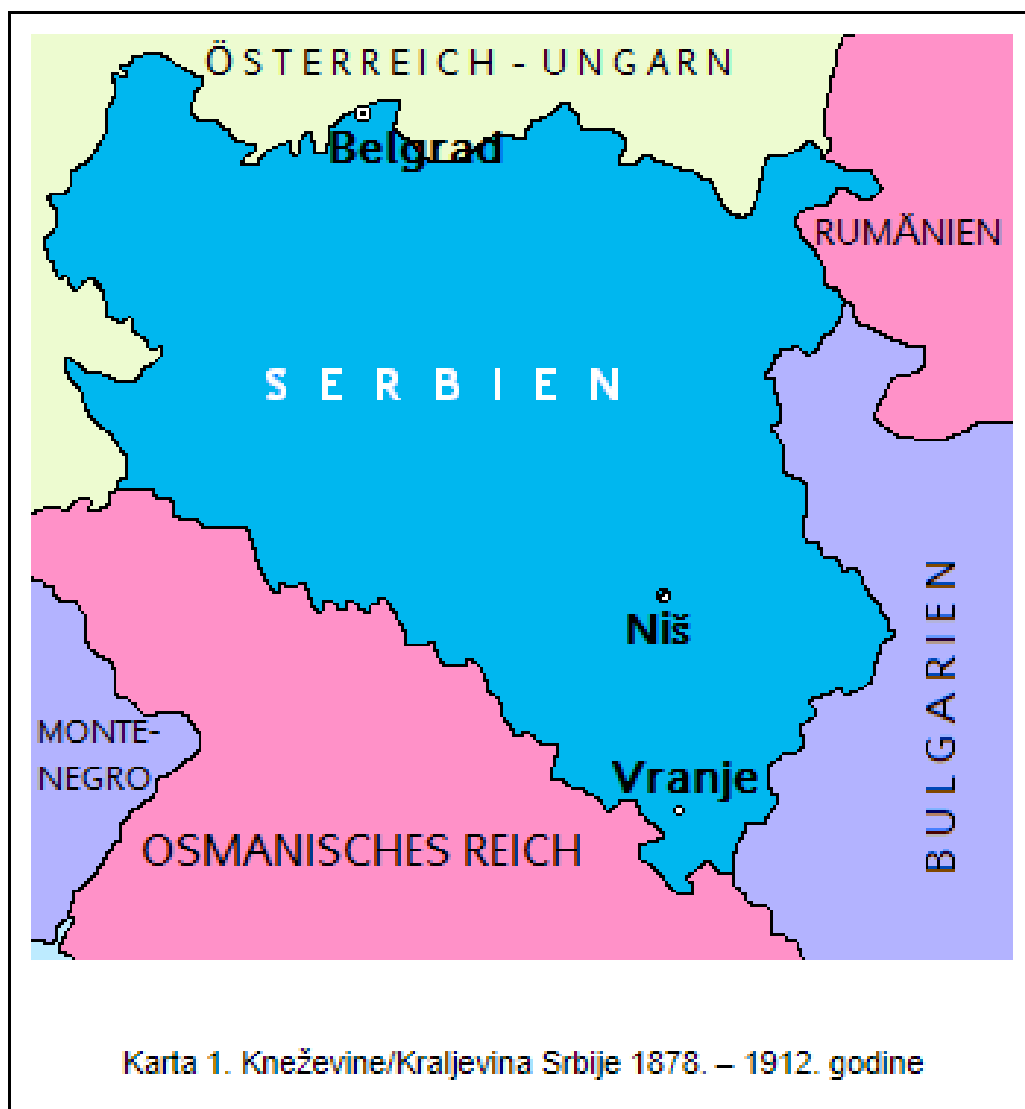 ÖSTERREICH - UNGARN
Belgrad
RUMÄNIEN
SERBIEN
Niš
BULGARIEN
MONTE-
NEGRO
Vranje
OSMANISCHES REICH
Karta 1. Kneževine/Kraljevina Srbije 1878. – 1912. godine